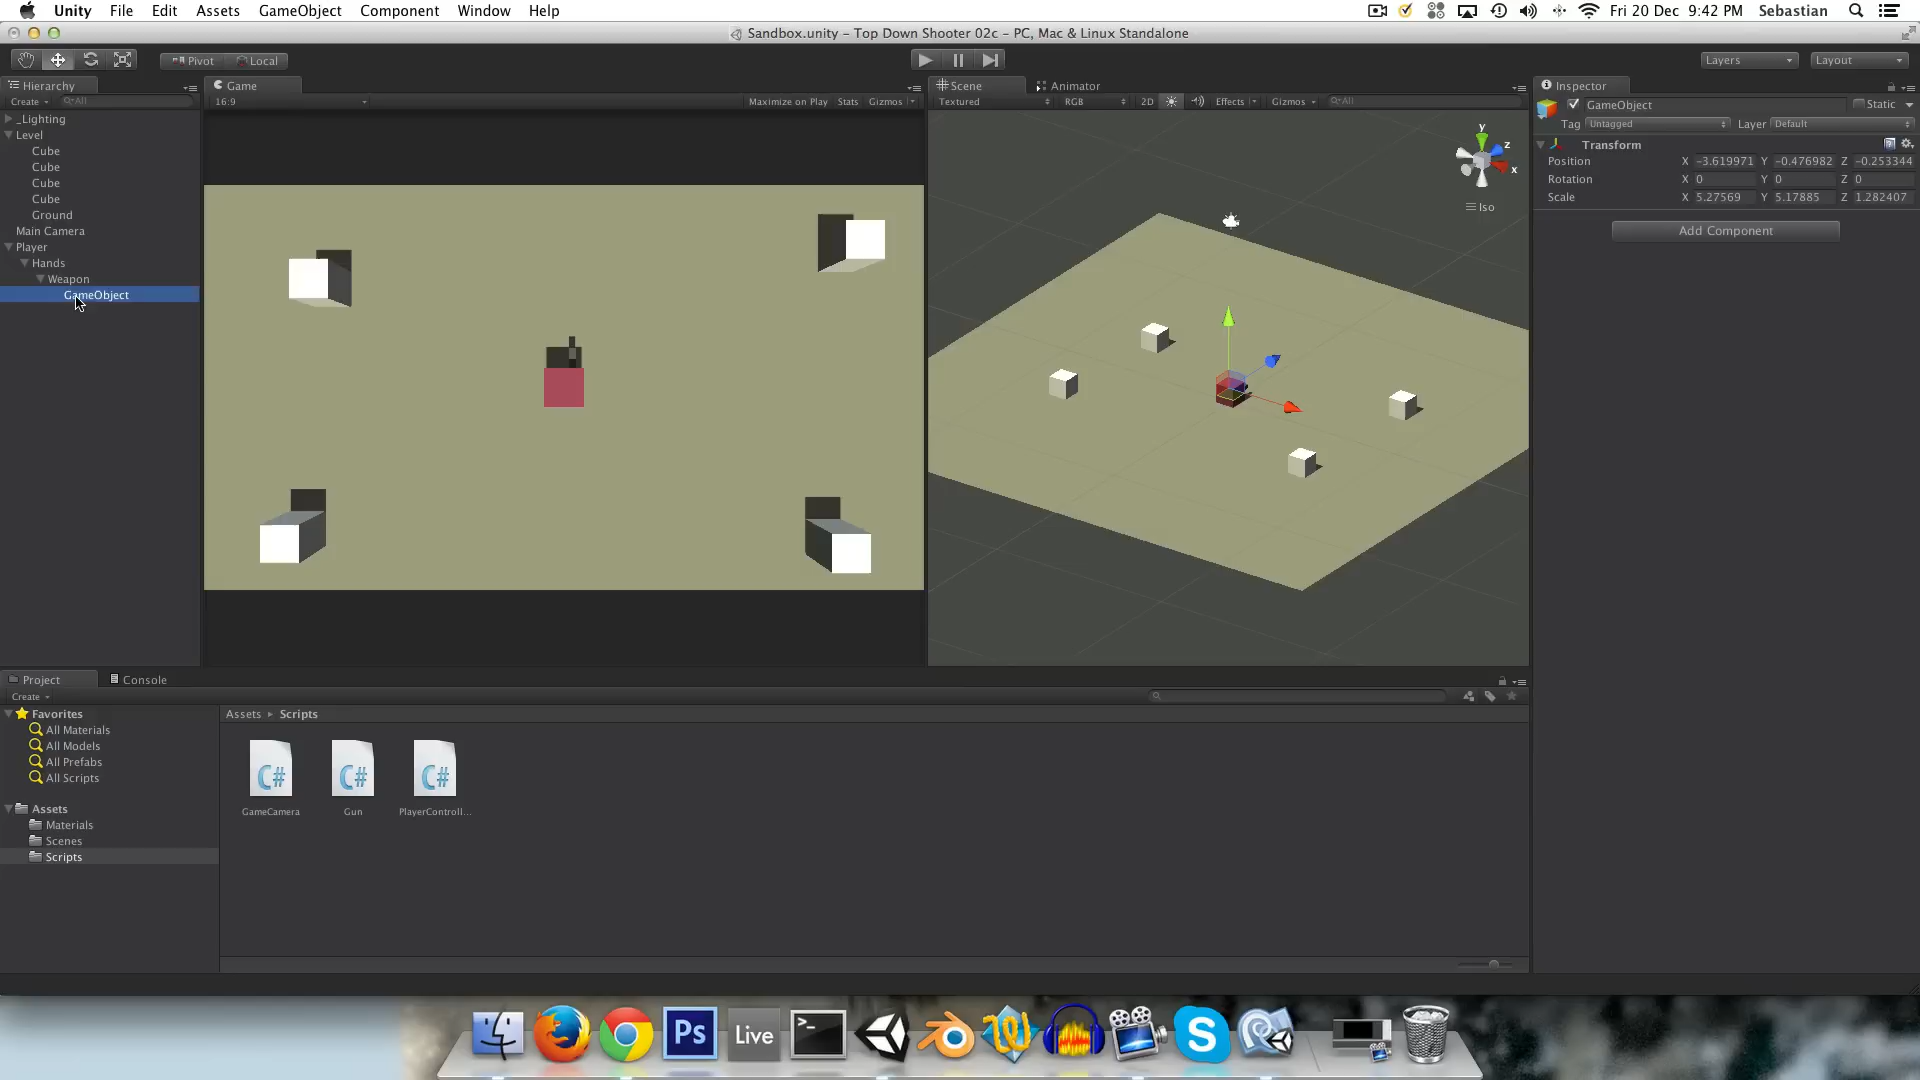 Unity File Edit Assets GameObject Component Window Help
Fri 20 Dec 9:42 PM Sebastian
Sandbox.unity – Top Down Shooter 02c – PC, Mac & Linux Standalone
Pivot Local
Layers Layout
Hierarchy
Create All
_Lighting
Level
Cube
Cube
Cube
Cube
Ground
Main Camera
Player
Hands
Weapon
GameObject
Game
16:9 Maximize on Play Stats Gizmos
Scene Animator
Textured RGB 2D Effects Gizmos All
y
z
x
Iso
Inspector
GameObject Static
Tag Untagged Layer Default
Transform
Position X -3.619971 Y -0.476982 Z -0.253344
Rotation X 0 Y 0 Z 0
Scale X 5.27569 Y 5.17885 Z 1.282407
Add Component
Project Console
Create
Favorites
All Materials
All Models
All Prefabs
All Scripts
Assets
Materials
Scenes
Scripts
Assets ▸ Scripts
C# C# C#
GameCamera Gun PlayerControll...
Ps Live